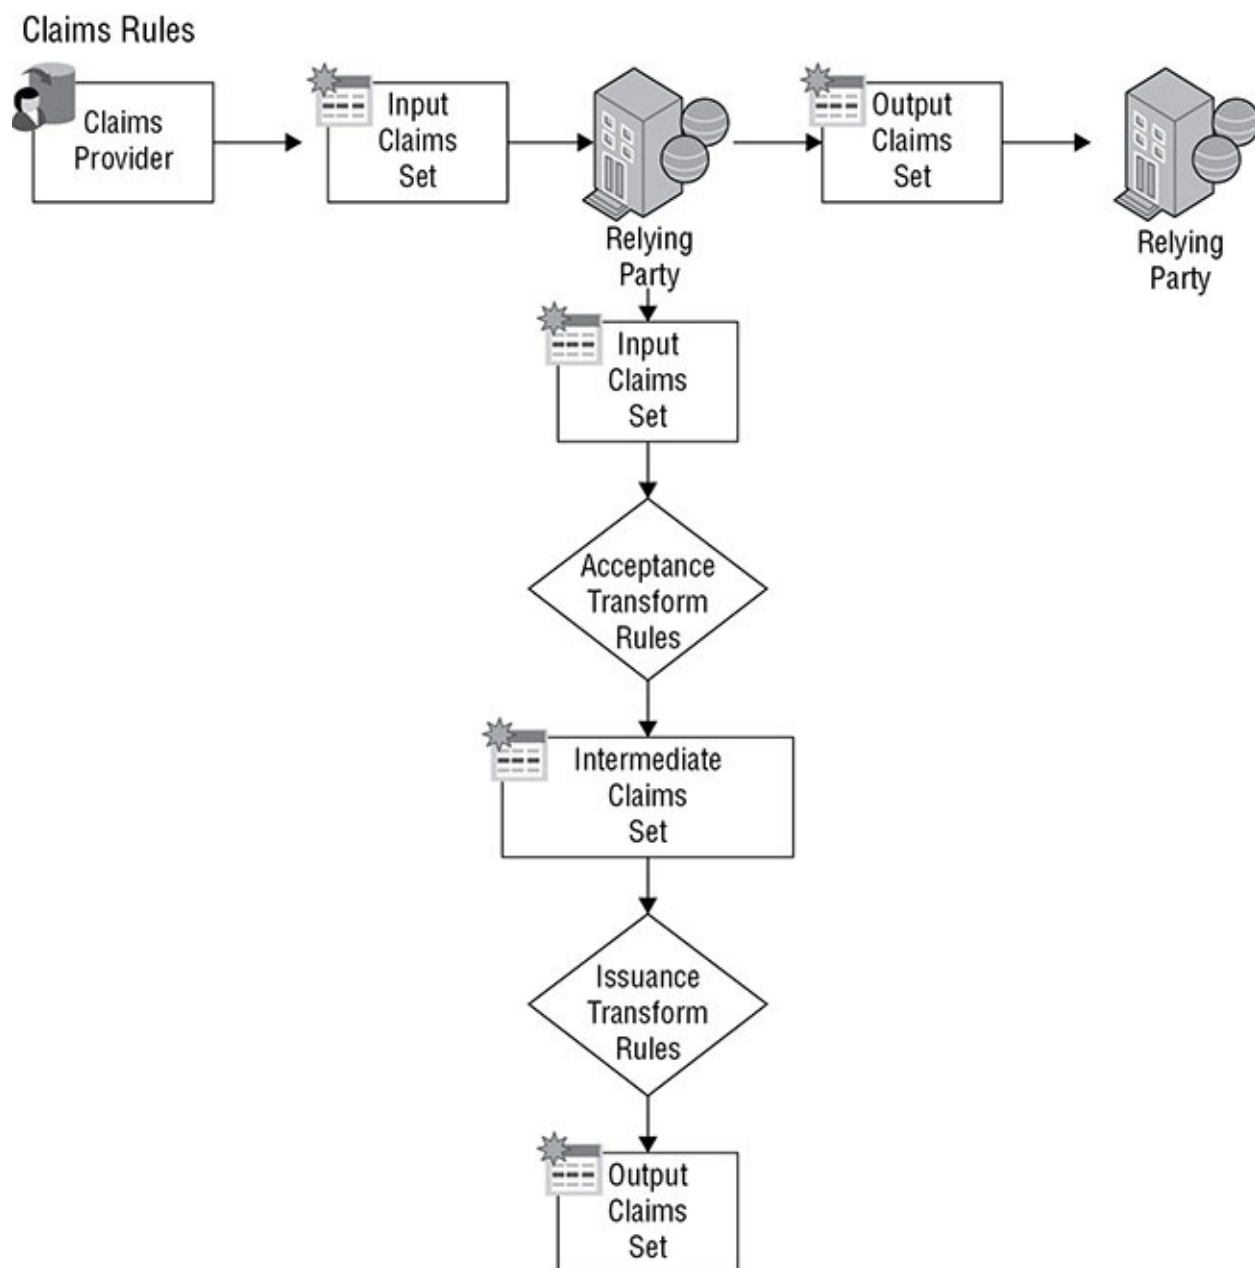 Claims Rules
Claims
Provider
Input
Claims
Set
Relying
Party
Output
Claims
Set
Relying
Party
Input
Claims
Set
Acceptance
Transform
Rules
Intermediate
Claims
Set
Issuance
Transform
Rules
Output
Claims
Set